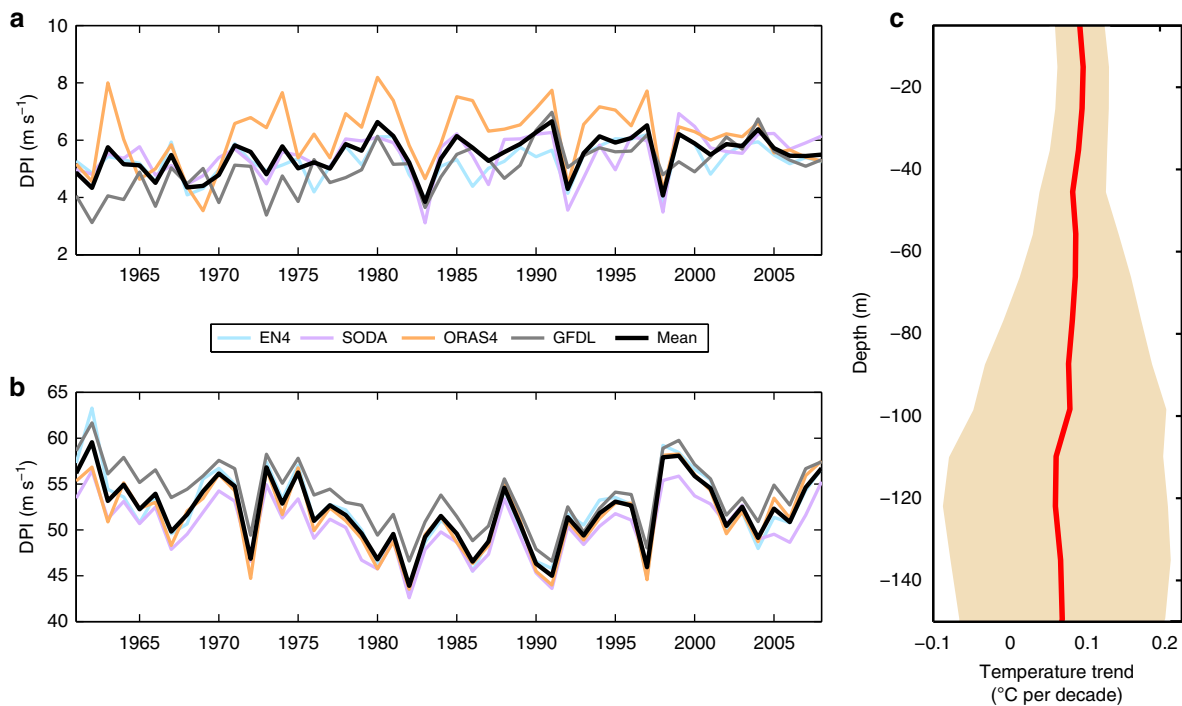 a
10
8
6
4
2
DPI (m s⁻¹)
1965 1970 1975 1980 1985 1990 1995 2000 2005
EN4 SODA ORAS4 GFDL Mean
b
65
60
55
50
45
40
DPI (m s⁻¹)
1965 1970 1975 1980 1985 1990 1995 2000 2005
c
−20
−40
−60
−80
−100
−120
−140
Depth (m)
−0.1 0 0.1 0.2
Temperature trend
(°C per decade)